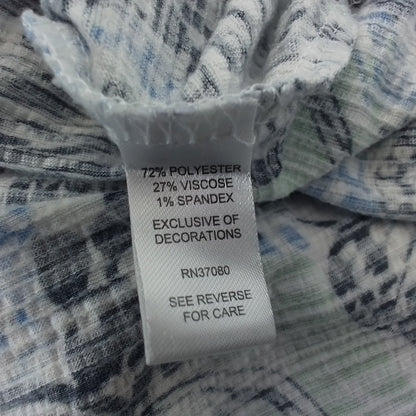 72% POLYESTER
27% VISCOSE
1% SPANDEX
EXCLUSIVE OF
DECORATIONS
RN37080
SEE REVERSE
FOR CARE